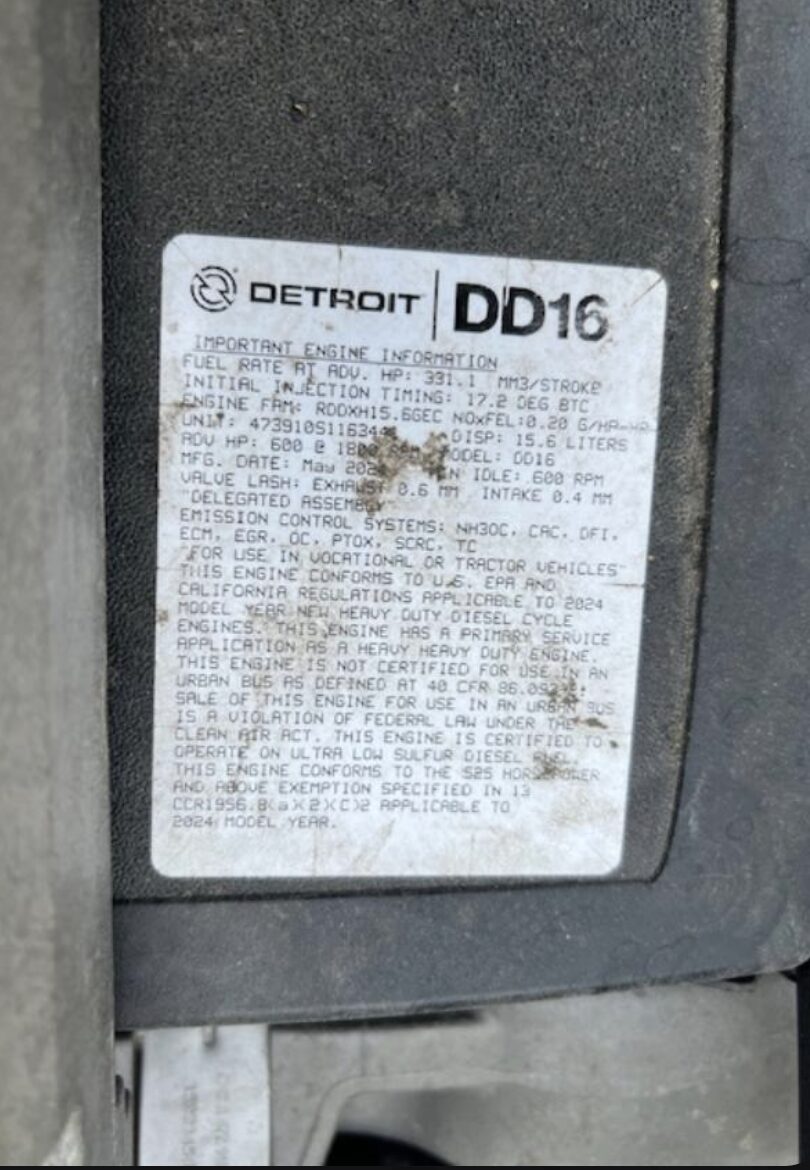 DETROIT DD16
IMPORTANT ENGINE INFORMATION
FUEL RATE AT ADV. HP: 331.1 MM3/STROKE
INITIAL INJECTION TIMING: 17.2 DEG BTC
ENGINE FAM: RDDXH15.6GEC NOxFEL:0.20 G/HP-HR
UNIT: DISP: 15.6 LITERS
ADV HP: 600 @ 1800 RPM MODEL: DD16
MFG. DATE: May IDLE: 600 RPM
VALVE LASH: EXHAUST 0.6 MM INTAKE 0.4 MM
"DELEGATED ASSEMBLY"
EMISSION CONTROL SYSTEMS: NH3OC, CAC, DFI,
ECM, EGR, OC, PTOX, SCRC, TC
"FOR USE IN VOCATIONAL OR TRACTOR VEHICLES"
THIS ENGINE CONFORMS TO U.S. EPA AND
CALIFORNIA REGULATIONS APPLICABLE TO 2024
MODEL YEAR NEW HEAVY DUTY DIESEL CYCLE
ENGINES. THIS ENGINE HAS A PRIMARY SERVICE
APPLICATION AS A HEAVY HEAVY DUTY ENGINE.
THIS ENGINE IS NOT CERTIFIED FOR USE IN AN
URBAN BUS AS DEFINED AT 40 CFR
SALE OF THIS ENGINE FOR USE IN AN URBAN BUS
IS A VIOLATION OF FEDERAL LAW UNDER THE
CLEAN AIR ACT. THIS ENGINE IS CERTIFIED TO
OPERATE ON ULTRA LOW SULFUR DIESEL FUEL.
THIS ENGINE CONFORMS TO THE 525 HORSEPOWER
AND ABOVE EXEMPTION SPECIFIED IN 13
CCR1956.8(a)(2)(C)2 APPLICABLE TO
2024 MODEL YEAR.